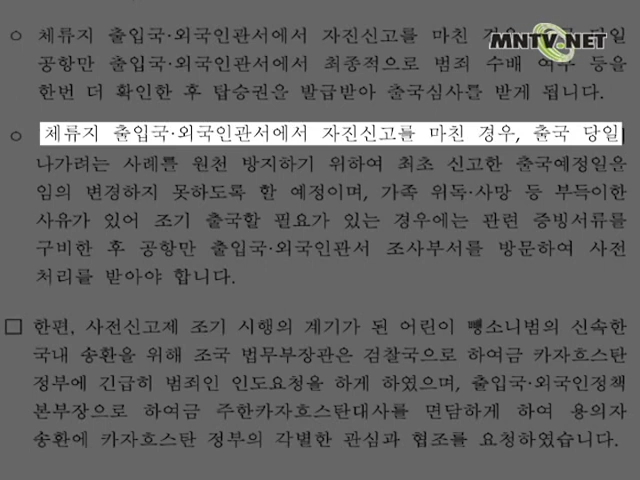 MNTV.NET
○ 체류지 출입국·외국인관서에서 자진신고를 마친 경우
공항만 출입국·외국인관서에서 최종적으로 범죄 수배 여부 등을
한번 더 확인한 후 탑승권을 발급받아 출국심사를 받게 됩니다.
○ 체류지 출입국·외국인관서에서 자진신고를 마친 경우, 출국 당일
나가려는 사례를 원천 방지하기 위하여 최초 신고한 출국예정일을
임의 변경하지 못하도록 할 예정이며, 가족 위독·사망 등 부득이한
사유가 있어 조기 출국할 필요가 있는 경우에는 관련 증빙서류를
구비한 후 공항만 출입국·외국인관서 조사부서를 방문하여 사전
처리를 받아야 합니다.
□ 한편, 사전신고제 조기 시행의 계기가 된 어린이 뺑소니범의 신속한
국내 송환을 위해 조국 법무부장관은 검찰국으로 하여금 카자흐스탄
정부에 긴급히 범죄인 인도요청을 하게 하였으며, 출입국·외국인정책
본부장으로 하여금 주한카자흐스탄대사를 면담하게 하여 용의자
송환에 카자흐스탄 정부의 각별한 관심과 협조를 요청하였습니다.